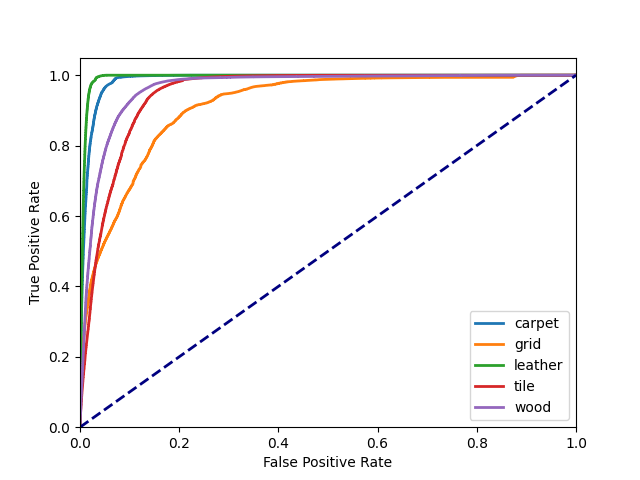 1.0
0.8
0.6
0.4
0.2
0.0
True Positive Rate
0.0 0.2 0.4 0.6 0.8 1.0
False Positive Rate
carpet
grid
leather
tile
wood